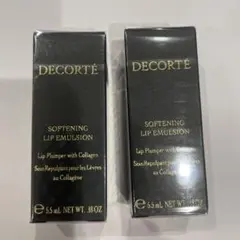 DECORTÉ
SOFTENING
LIP EMULSION
Lip Plumper with Collagen
Soin Repulpant pour les Lèvres
au Collagène
℮ 5.5 mL NET WT. .18 OZ.
DECORTÉ
SOFTENING
LIP EMULSION
Lip Plumper with Collagen
Soin Repulpant pour les Lèvres
au Collagène
℮ 5.5 mL NET WT. .18 OZ.